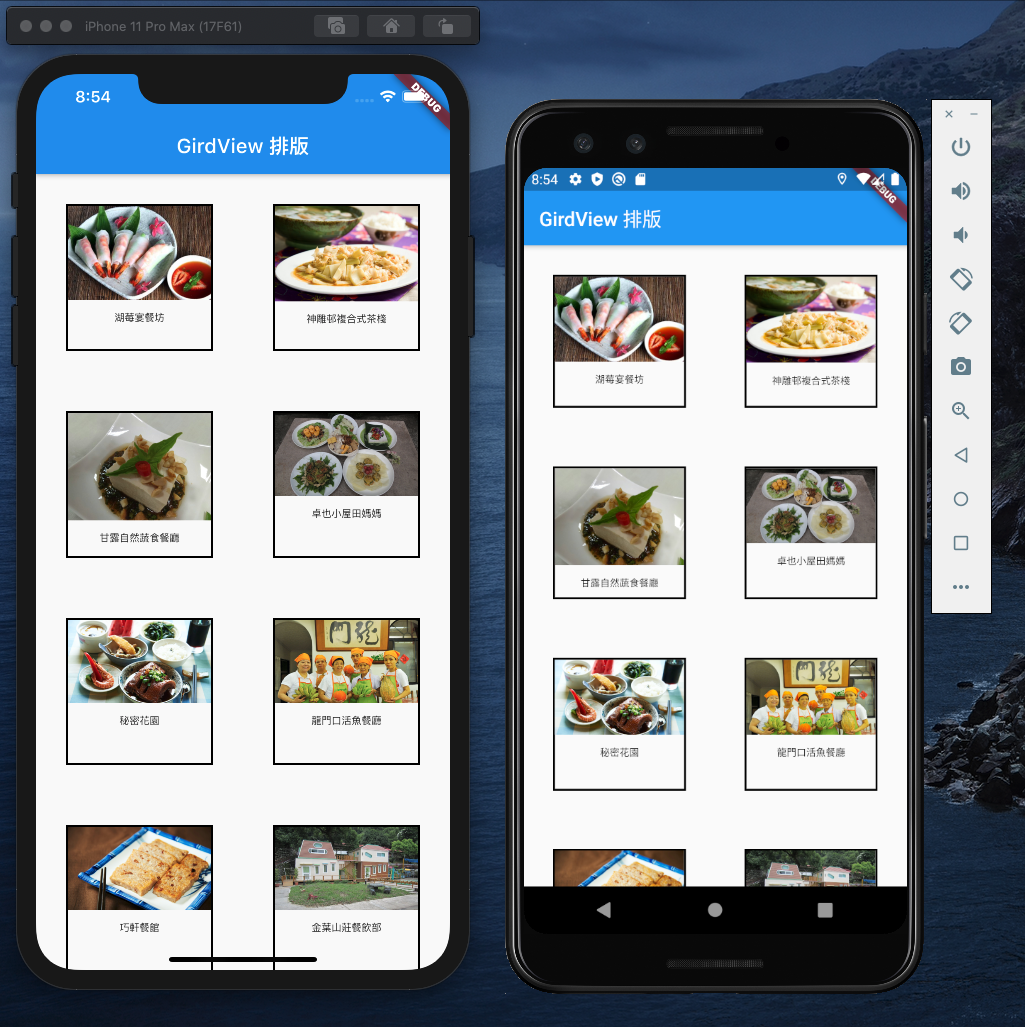 iPhone 11 Pro Max (17F61)
8:54
DEBUG
GirdView 排版
湖莓宴餐坊
神雕邨複合式茶棧
甘露自然蔬食餐廳
卓也小屋田媽媽
秘密花園
龍門口活魚餐廳
巧軒餐館
金葉山莊餐飲部
8:54
DEBUG
GirdView 排版
湖莓宴餐坊
神雕邨複合式茶棧
甘露自然蔬食餐廳
卓也小屋田媽媽
秘密花園
龍門口活魚餐廳